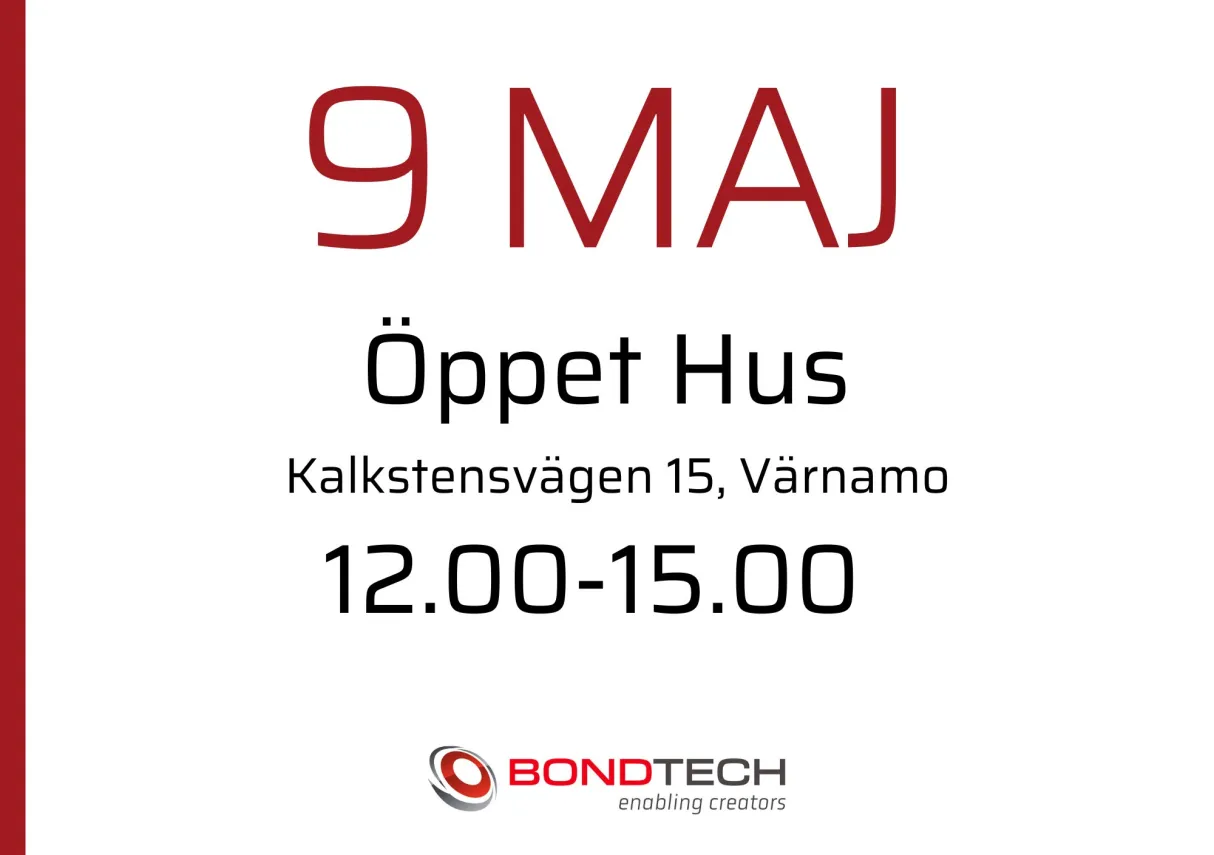 9 MAJ
Öppet Hus
Kalkstensvägen 15, Värnamo
12.00-15.00
BONDTECH
enabling creators